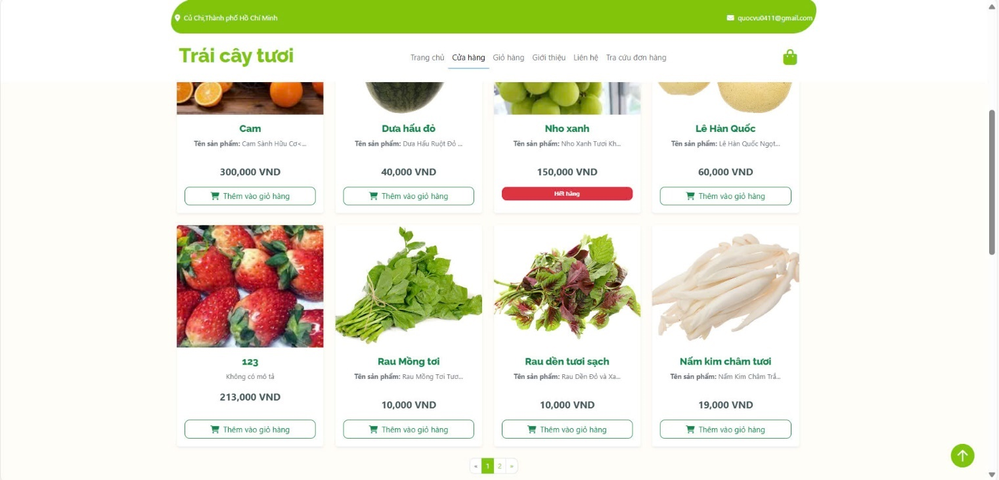 Củ Chi,Thành phố Hồ Chí Minh
quocvu0411@gmail.com
Trái cây tươi
Trang chủ
Cửa hàng
Giỏ hàng
Giới thiệu
Liên hệ
Tra cứu đơn hàng
Cam
Tên sản phẩm: Cam Sành Hữu Cơ<...
300,000 VND
Thêm vào giỏ hàng
Dưa hấu đỏ
Tên sản phẩm: Dưa Hấu Ruột Đỏ ...
40,000 VND
Thêm vào giỏ hàng
Nho xanh
Tên sản phẩm: Nho Xanh Tươi Kh...
150,000 VND
Hết hàng
Lê Hàn Quốc
Tên sản phẩm: Lê Hàn Quốc Ngọt...
60,000 VND
Thêm vào giỏ hàng
123
Không có mô tả
213,000 VND
Thêm vào giỏ hàng
Rau Mồng tơi
Tên sản phẩm: Rau Mồng Tơi Tươ...
10,000 VND
Thêm vào giỏ hàng
Rau dền tươi sạch
Tên sản phẩm: Rau Dền Đỏ và Xa...
10,000 VND
Thêm vào giỏ hàng
Nấm kim châm tươi
Tên sản phẩm: Nấm Kim Châm Trắ...
19,000 VND
Thêm vào giỏ hàng
« 1 2 »